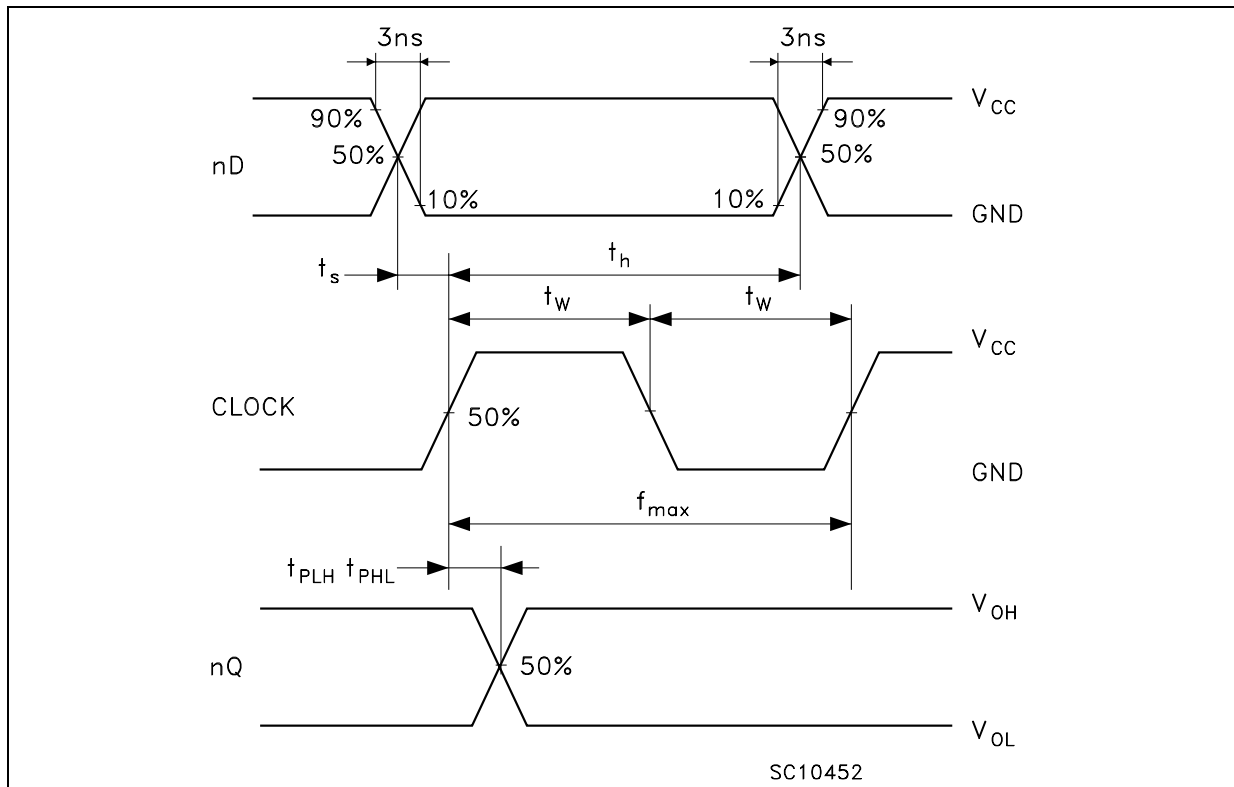 3ns 3ns
V_CC
90% 90%
nD 50% 50%
10% 10%
GND
t_s t_h
t_W t_W
V_CC
CLOCK 50%
GND
f_max
t_PLH t_PHL
V_OH
nQ 50%
V_OL
SC10452